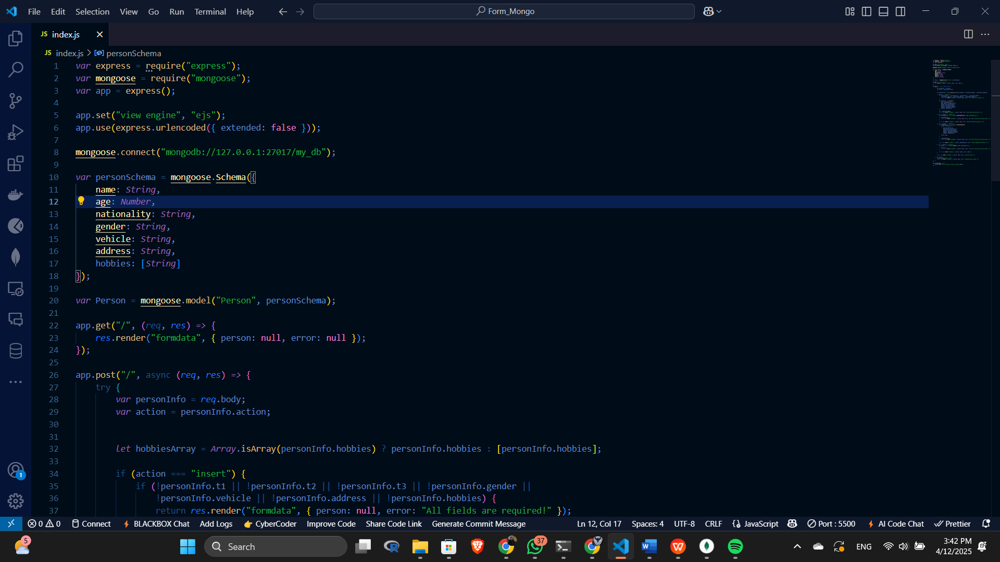 File Edit Selection View Go Run Terminal Help
Form_Mongo
JS index.js
JS index.js > personSchema
1 var express = require("express");
2 var mongoose = require("mongoose");
3 var app = express();
4
5 app.set("view engine", "ejs");
6 app.use(express.urlencoded({ extended: false }));
7
8 mongoose.connect("mongodb://127.0.0.1:27017/my_db");
9
10 var personSchema = mongoose.Schema({
11 name: String,
12 age: Number,
13 nationality: String,
14 gender: String,
15 vehicle: String,
16 address: String,
17 hobbies: [String]
18 });
19
20 var Person = mongoose.model("Person", personSchema);
21
22 app.get("/", (req, res) => {
23 res.render("formdata", { person: null, error: null });
24 });
25
26 app.post("/", async (req, res) => {
27 try {
28 var personInfo = req.body;
29 var action = personInfo.action;
30
31
32 let hobbiesArray = Array.isArray(personInfo.hobbies) ? personInfo.hobbies : [personInfo.hobbies];
33
34 if (action === "insert") {
35 if (!personInfo.t1 || !personInfo.t2 || !personInfo.t3 || !personInfo.gender ||
36 !personInfo.vehicle || !personInfo.address || !personInfo.hobbies) {
37 return res.render("formdata", { person: null, error: "All fields are required!" });
1
0 0 Connect BLACKBOX Chat Add Logs CyberCoder Improve Code Share Code Link Generate Commit Message Ln 12, Col 17 Spaces: 4 UTF-8 CRLF {} JavaScript Port : 5500 AI Code Chat Prettier
5 Search 37 ENG 3:42 PM
4/12/2025